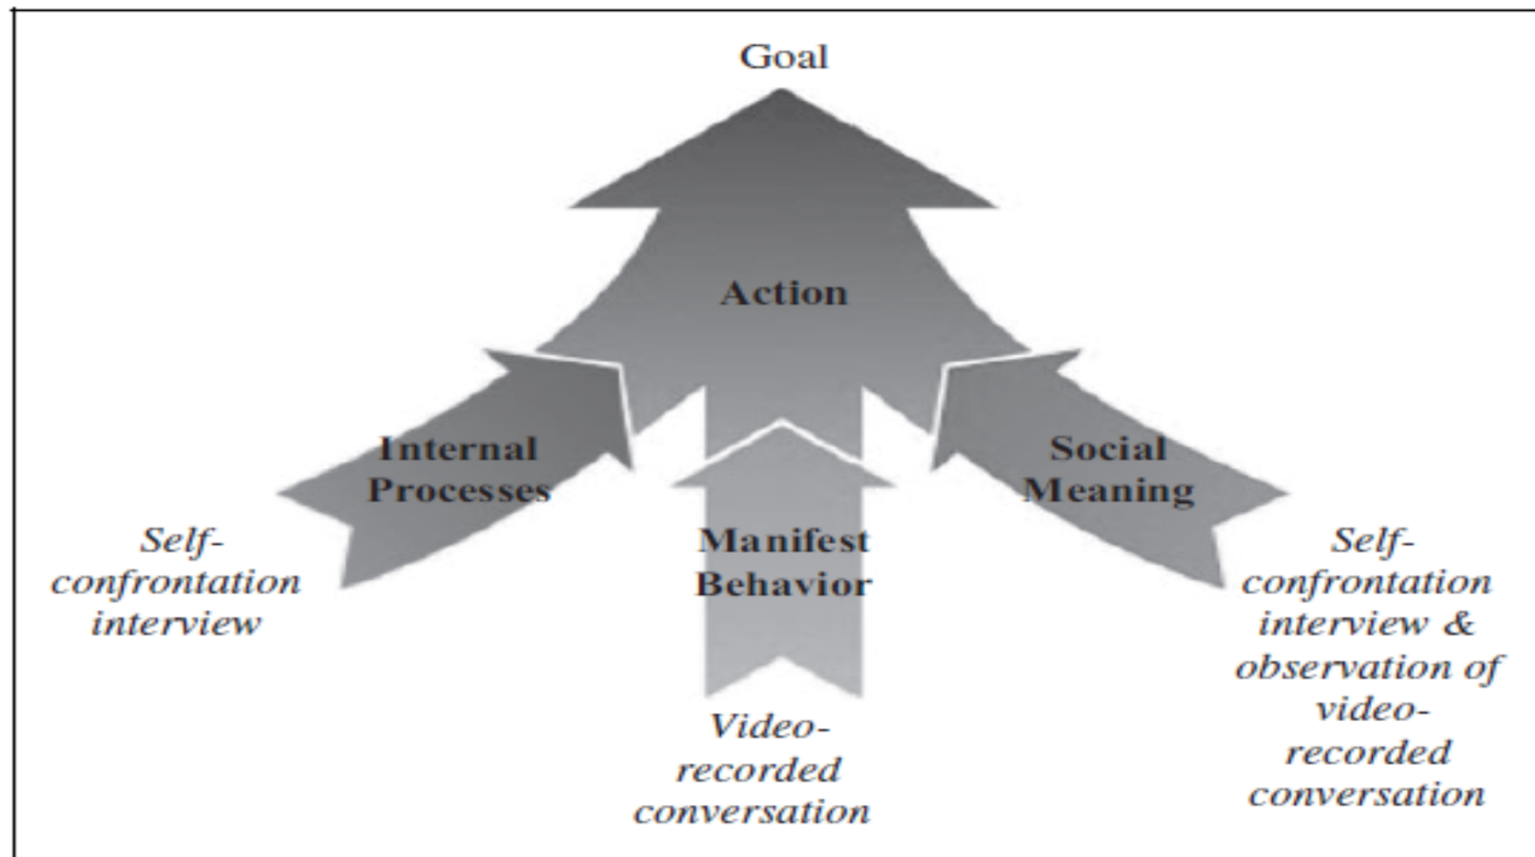 Goal
Action
Internal
Processes
Social
Meaning
Manifest
Behavior
Self-
confrontation
interview
Video-
recorded
conversation
Self-
confrontation
interview &
observation of
video-
recorded
conversation